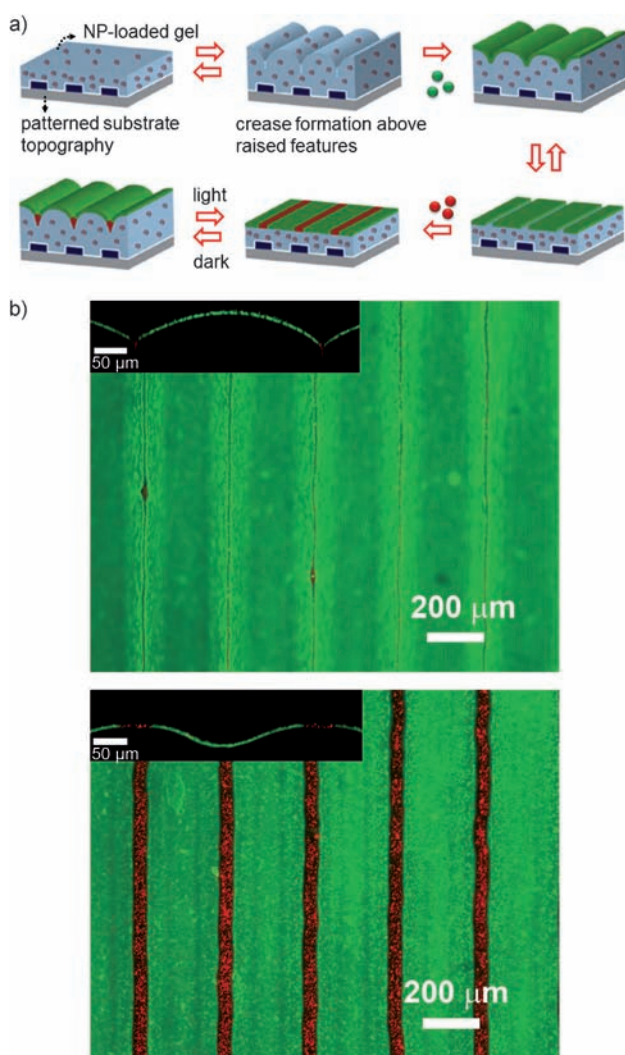 a)
NP-loaded gel
patterned substrate
topography
crease formation above
raised features
light
dark
b)
50 µm
200 µm
50 µm
200 µm